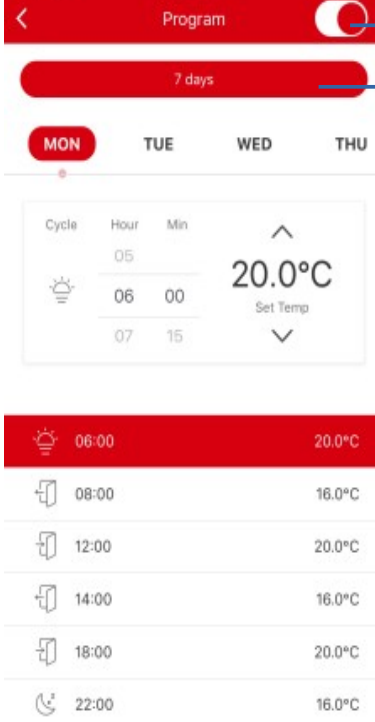 Program
7 days
MON TUE WED THU
Cycle Hour Min
05
06 00 20.0°C
Set Temp
07 15
06:00 20.0°C
08:00 16.0°C
12:00 20.0°C
14:00 16.0°C
18:00 20.0°C
22:00 16.0°C